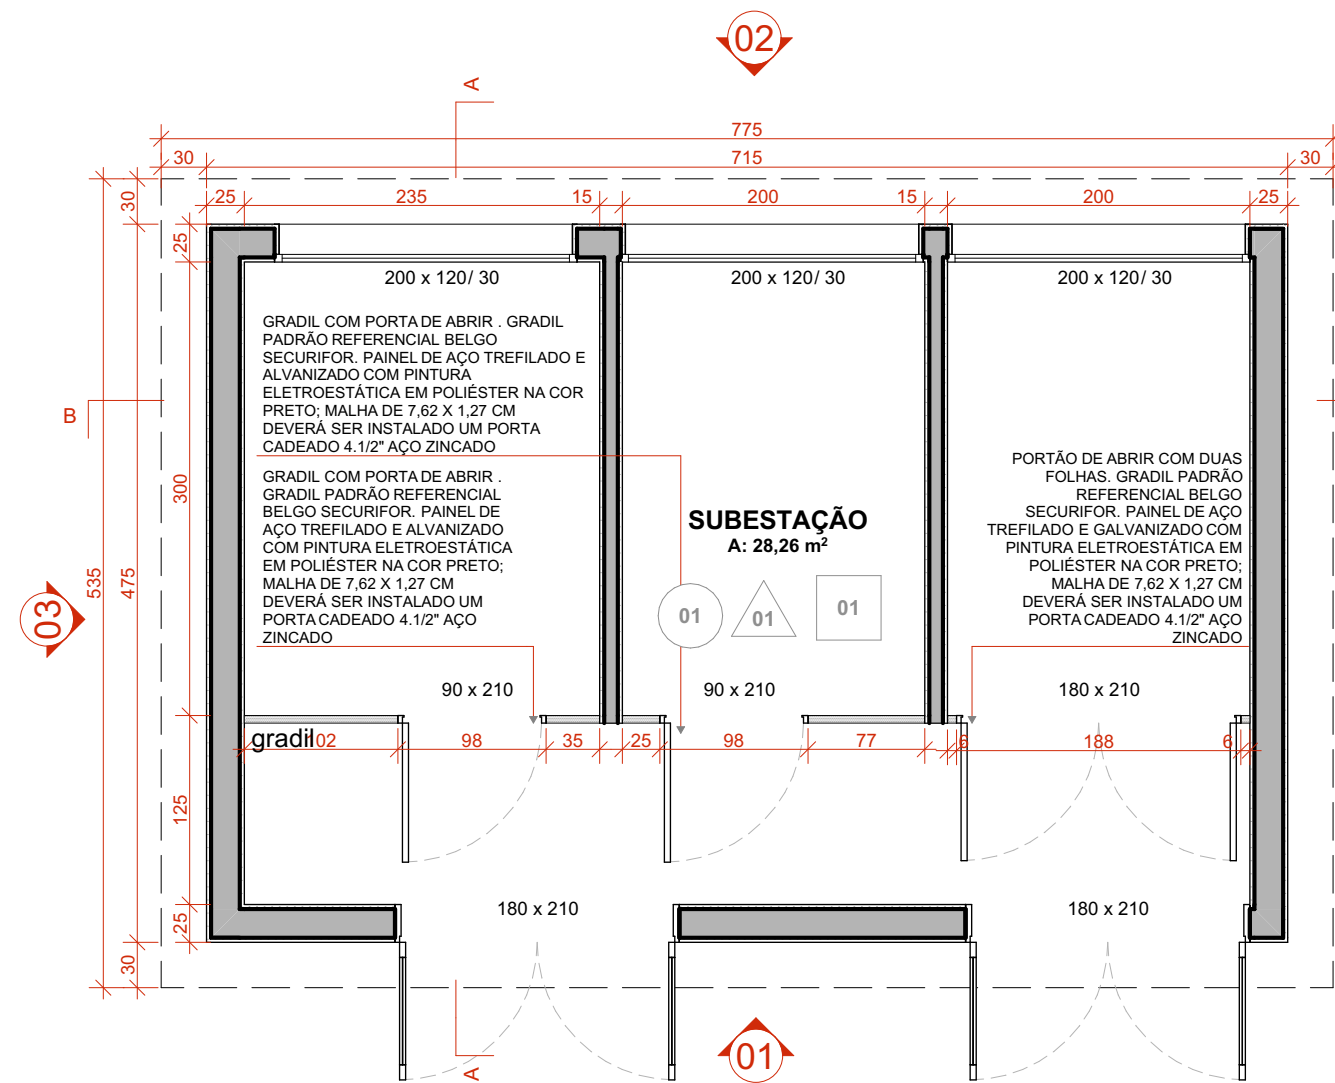 02
A
775
30
715
30
30
25
235
15
200
15
200
25
25
200 x 120/ 30
200 x 120/ 30
200 x 120/ 30
GRADIL COM PORTA DE ABRIR . GRADIL
PADRÃO REFERENCIAL BELGO
SECURIFOR. PAINEL DE AÇO TREFILADO E
ALVANIZADO COM PINTURA
ELETROESTÁTICA EM POLIÉSTER NA COR
PRETO; MALHA DE 7,62 X 1,27 CM
DEVERÁ SER INSTALADO UM PORTA
CADEADO 4.1/2" AÇO ZINCADO
B
GRADIL COM PORTA DE ABRIR .
GRADIL PADRÃO REFERENCIAL
BELGO SECURIFOR. PAINEL DE
AÇO TREFILADO E ALVANIZADO
COM PINTURA ELETROESTÁTICA
EM POLIÉSTER NA COR PRETO;
MALHA DE 7,62 X 1,27 CM
DEVERÁ SER INSTALADO UM
PORTA CADEADO 4.1/2" AÇO
ZINCADO
PORTÃO DE ABRIR COM DUAS
FOLHAS. GRADIL PADRÃO
REFERENCIAL BELGO
SECURIFOR. PAINEL DE AÇO
TREFILADO E GALVANIZADO COM
PINTURA ELETROESTÁTICA EM
POLIÉSTER NA COR PRETO;
MALHA DE 7,62 X 1,27 CM
DEVERÁ SER INSTALADO UM
PORTA CADEADO 4.1/2" AÇO
ZINCADO
SUBESTAÇÃO
A: 28,26 m²
01
01
01
300
535
475
03
90 x 210
90 x 210
180 x 210
gradil
102
98
35
25
98
77
6
188
6
125
25
180 x 210
180 x 210
30
A
01